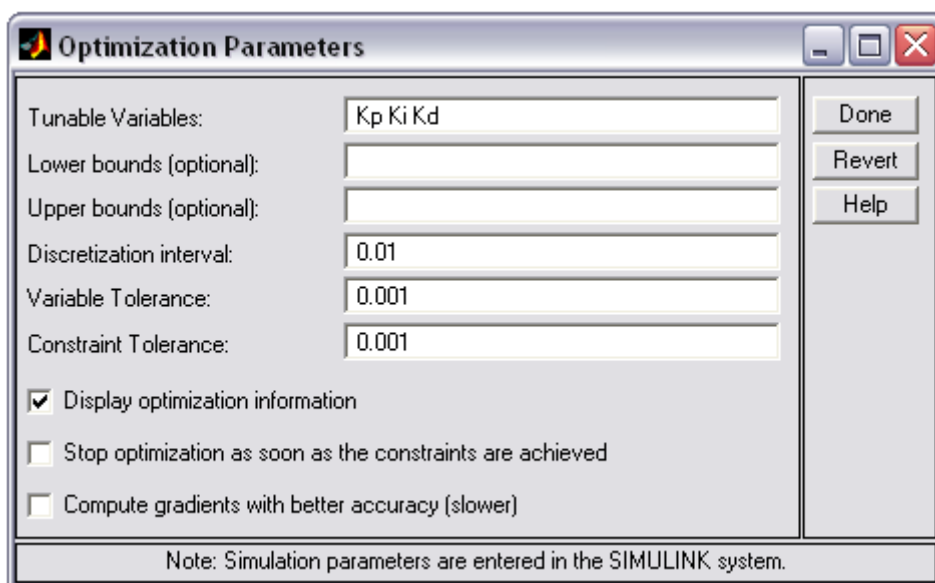 Optimization Parameters
Tunable Variables: Kp Ki Kd
Done
Lower bounds (optional):
Revert
Upper bounds (optional):
Help
Discretization interval: 0.01
Variable Tolerance: 0.001
Constraint Tolerance: 0.001
Display optimization information
Stop optimization as soon as the constraints are achieved
Compute gradients with better accuracy (slower)
Note: Simulation parameters are entered in the SIMULINK system.